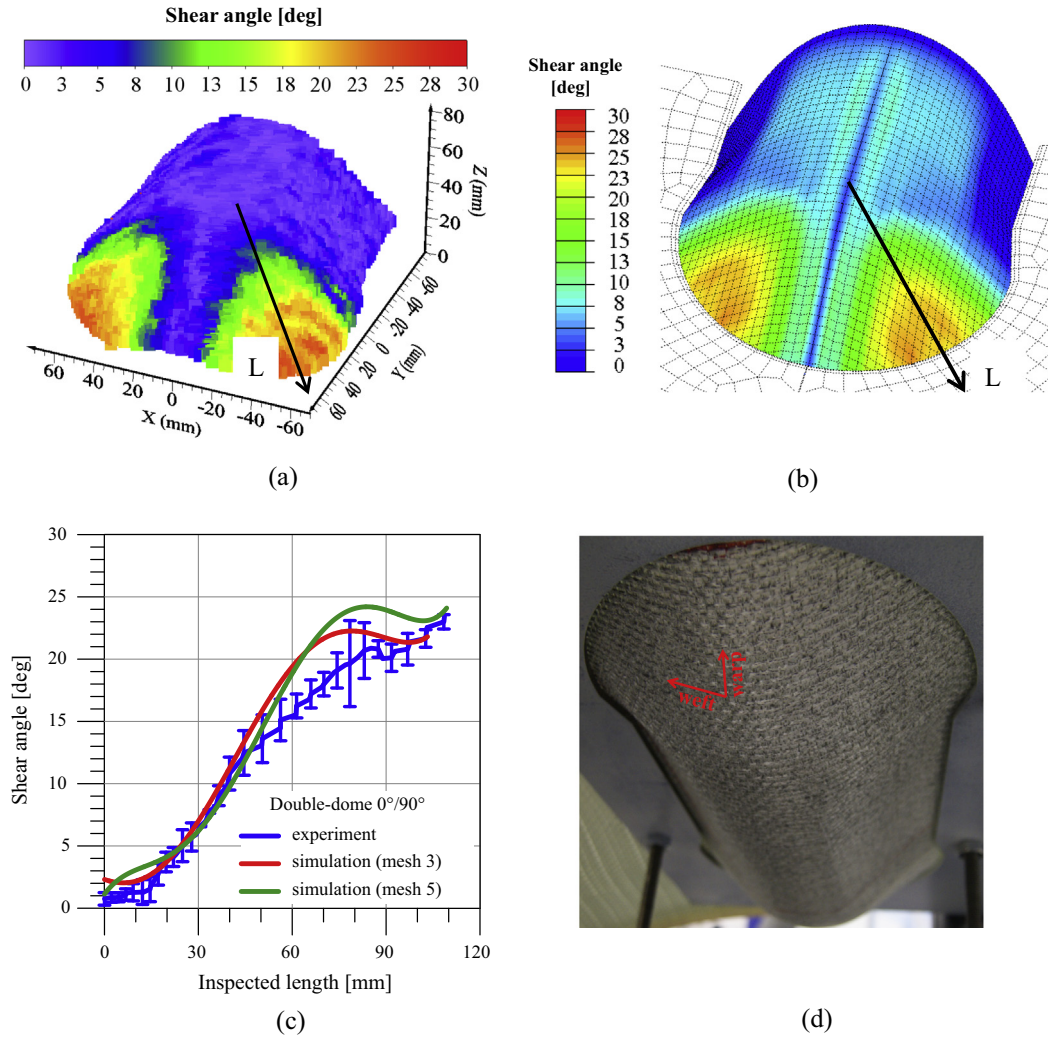 Shear angle [deg]
0 3 5 8 10 13 15 18 20 23 25 28 30
80
60
40
20
0
Z (mm)
-60
-40
-20
0
20
40
60
Y (mm)
60 40 20 0 -20 -40 -60
X (mm)
L
(a)
Shear angle
[deg]
30
28
25
23
20
18
15
13
10
8
5
3
0
L
(b)
30
25
20
15
10
5
0
Shear angle [deg]
Double-dome 0°/90°
experiment
simulation (mesh 3)
simulation (mesh 5)
0 30 60 90 120
Inspected length [mm]
(c)
warp
weft
(d)